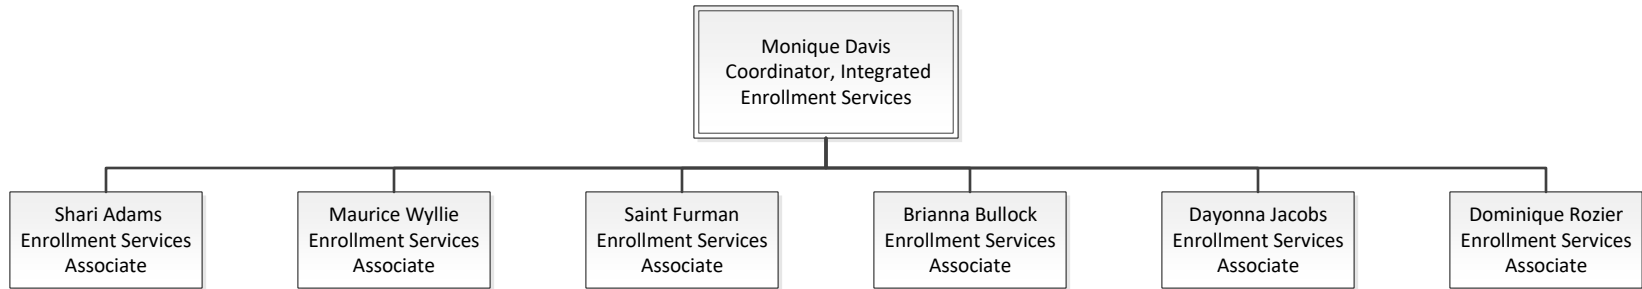 Monique Davis
Coordinator, Integrated
Enrollment Services
Shari Adams
Enrollment Services
Associate
Maurice Wyllie
Enrollment Services
Associate
Saint Furman
Enrollment Services
Associate
Brianna Bullock
Enrollment Services
Associate
Dayonna Jacobs
Enrollment Services
Associate
Dominique Rozier
Enrollment Services
Associate